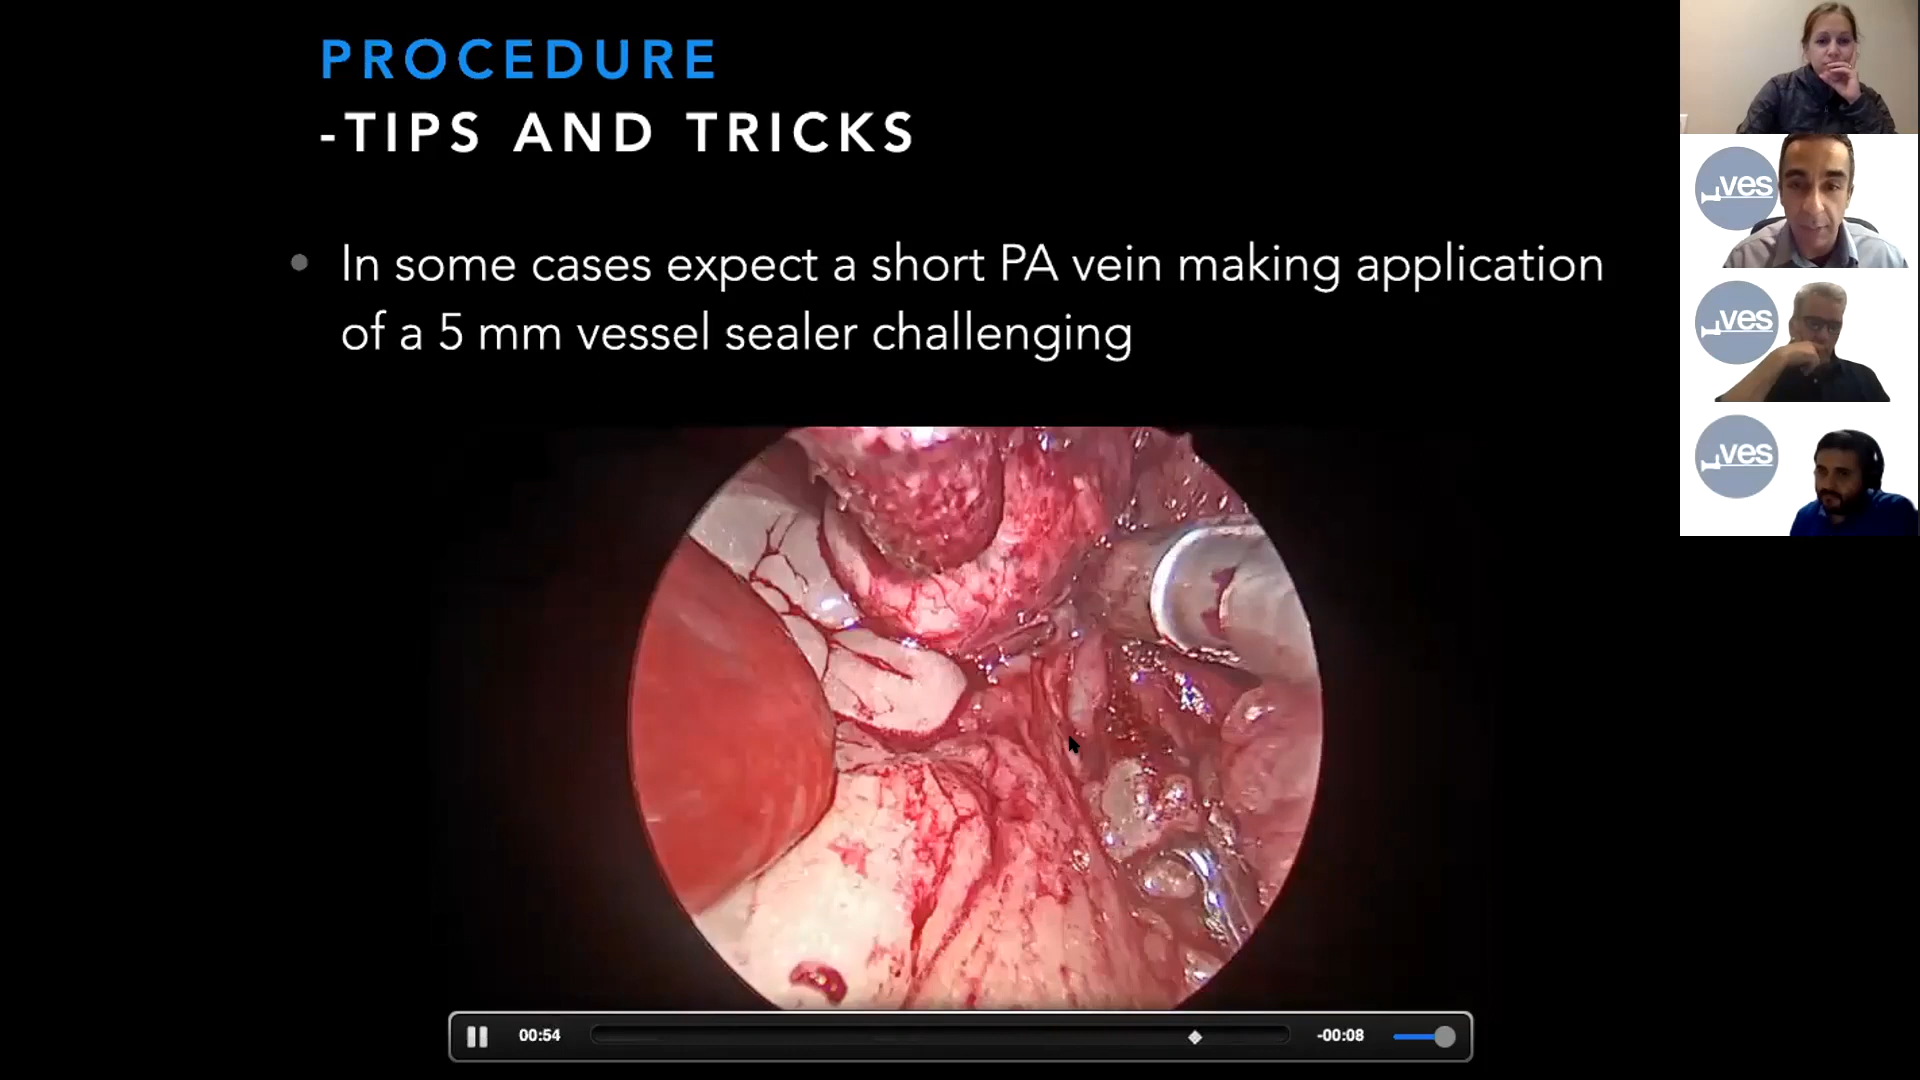 PROCEDURE
-TIPS AND TRICKS
In some cases expect a short PA vein making application
of a 5 mm vessel sealer challenging
ves
ves
ves
00:54
-00:08